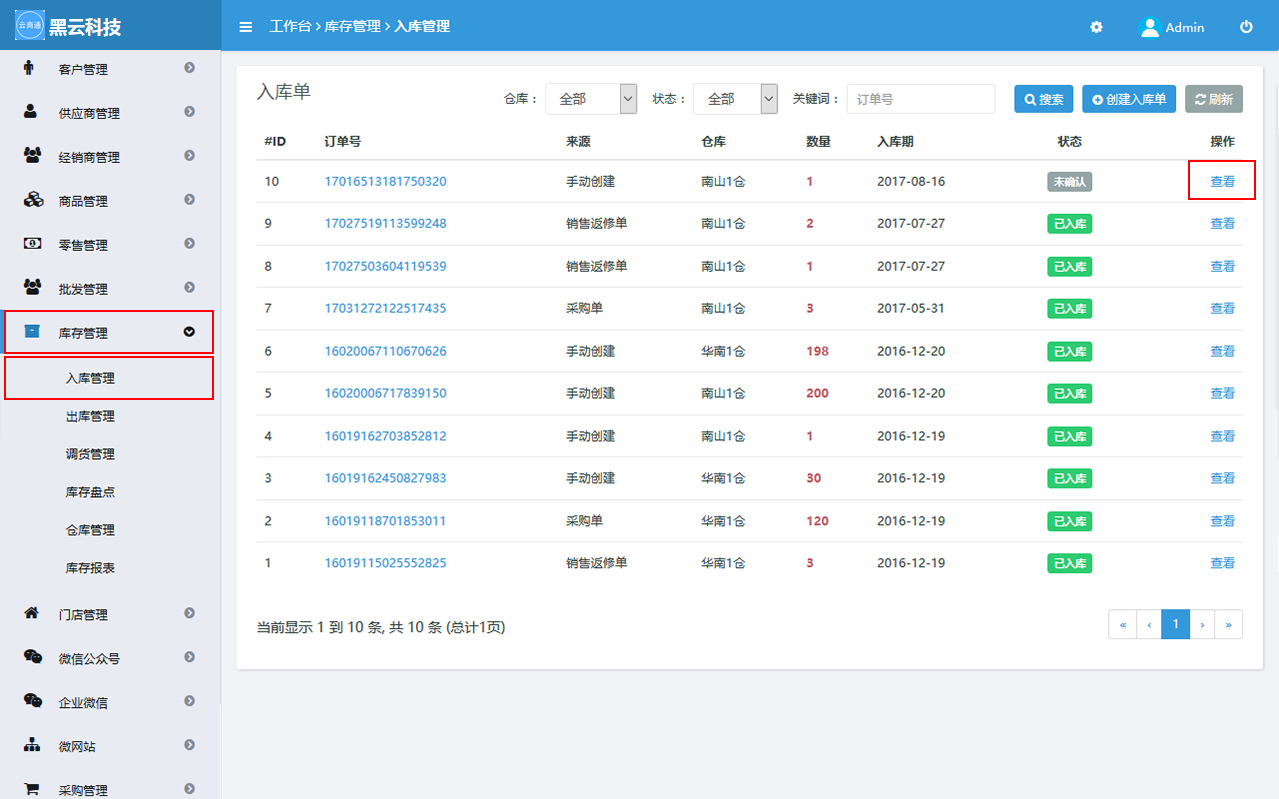 云商通 黑云科技
工作台 › 库存管理 › 入库管理
Admin
客户管理
供应商管理
经销商管理
商品管理
零售管理
批发管理
库存管理
入库管理
出库管理
调货管理
库存盘点
仓库管理
库存报表
门店管理
微信公众号
企业微信
微网站
采购管理
入库单
仓库： 全部 状态： 全部 关键词： 订单号 搜索 创建入库单 刷新
#ID 订单号 来源 仓库 数量 入库期 状态 操作
10 17016513181750320 手动创建 南山1仓 1 2017-08-16 未确认 查看
9 17027519113599248 销售返修单 南山1仓 2 2017-07-27 已入库 查看
8 17027503604119539 销售返修单 南山1仓 1 2017-07-27 已入库 查看
7 17031272122517435 采购单 南山1仓 3 2017-05-31 已入库 查看
6 16020067110670626 手动创建 华南1仓 198 2016-12-20 已入库 查看
5 16020006717839150 手动创建 南山1仓 200 2016-12-20 已入库 查看
4 16019162703852812 手动创建 南山1仓 1 2016-12-19 已入库 查看
3 16019162450827983 手动创建 华南1仓 30 2016-12-19 已入库 查看
2 16019118701853011 采购单 华南1仓 120 2016-12-19 已入库 查看
1 16019115025552825 销售返修单 华南1仓 3 2016-12-19 已入库 查看
当前显示 1 到 10 条, 共 10 条 (总计1页)
« ‹ 1 › »